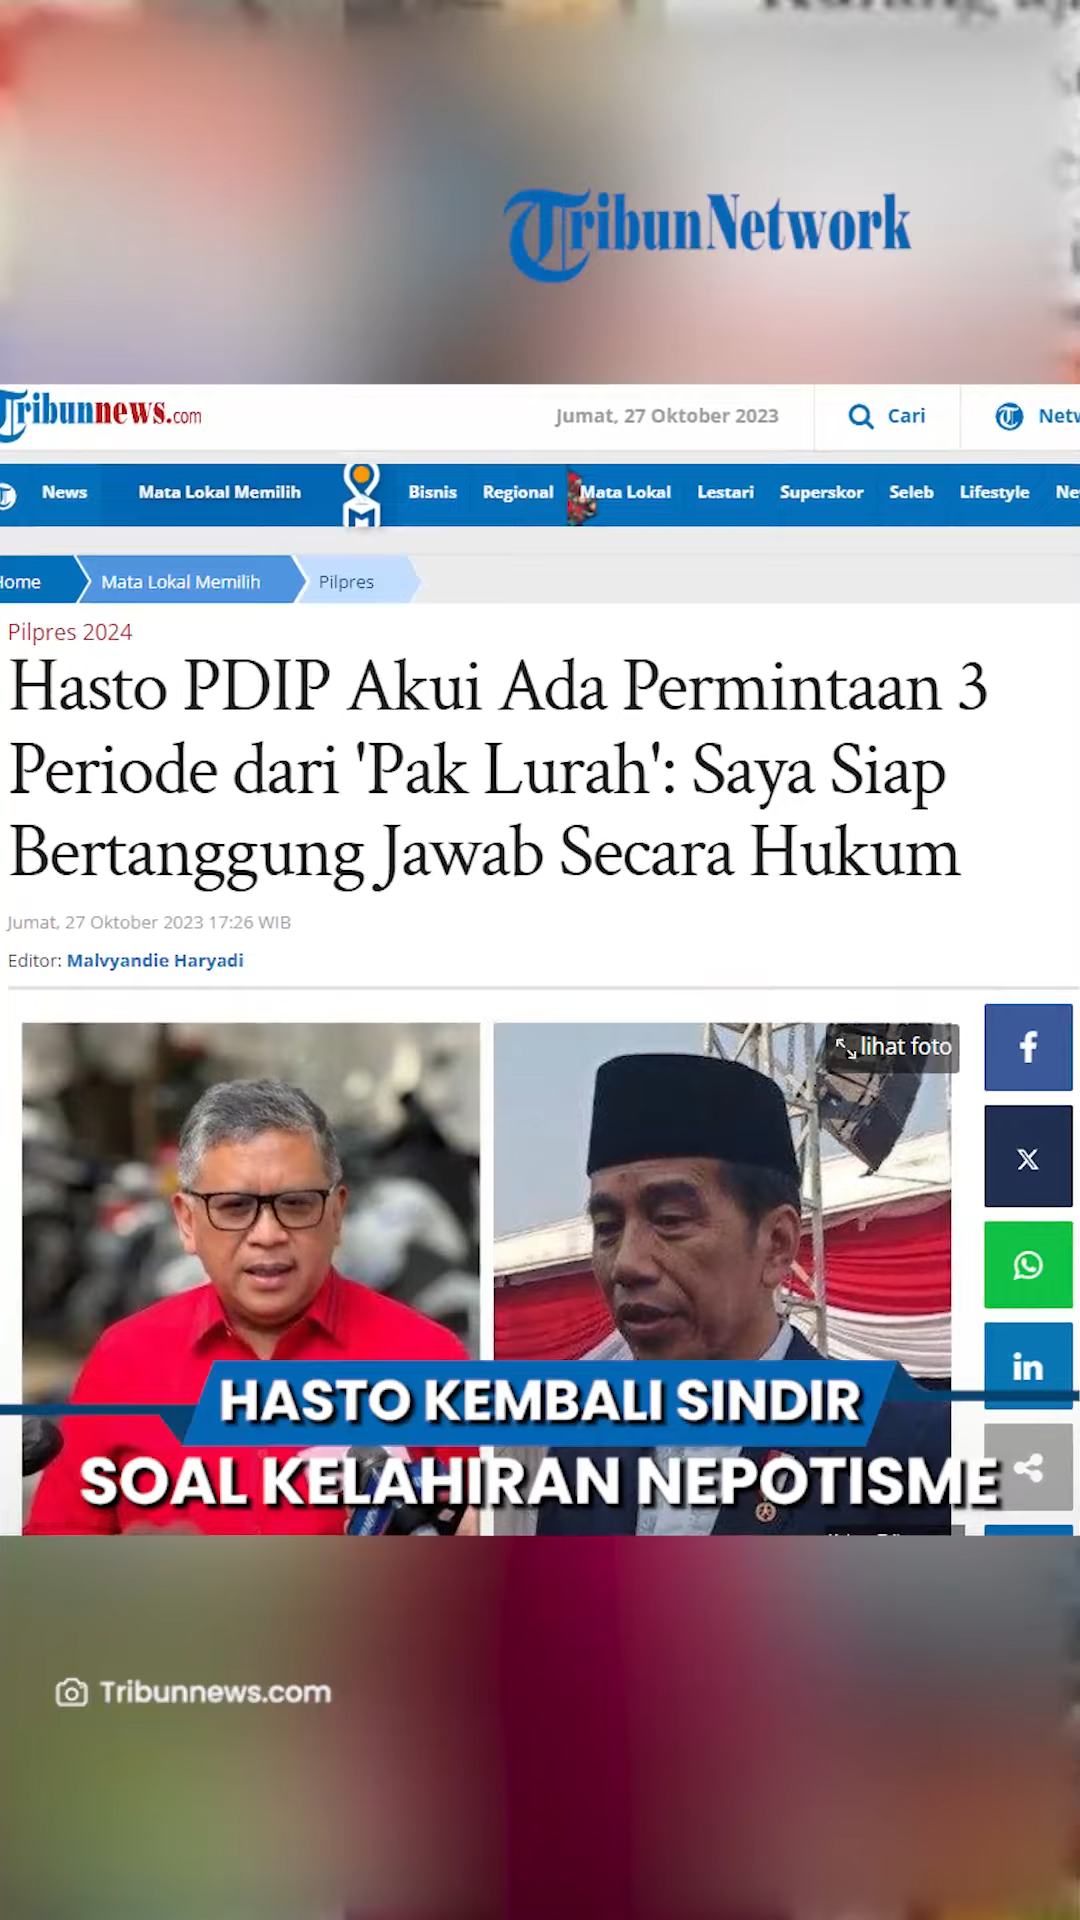 TribunNetwork
Tribunnews.com
Jumat, 27 Oktober 2023
Cari
News
Mata Lokal Memilih
Bisnis
Regional
Mata Lokal
Lestari
Superskor
Seleb
Lifestyle
Home
Mata Lokal Memilih
Pilpres
Pilpres 2024
Hasto PDIP Akui Ada Permintaan 3
Periode dari 'Pak Lurah': Saya Siap
Bertanggung Jawab Secara Hukum
Jumat, 27 Oktober 2023 17:26 WIB
Editor: Malvyandie Haryadi
lihat foto
HASTO KEMBALI SINDIR
SOAL KELAHIRAN NEPOTISME
Tribunnews.com